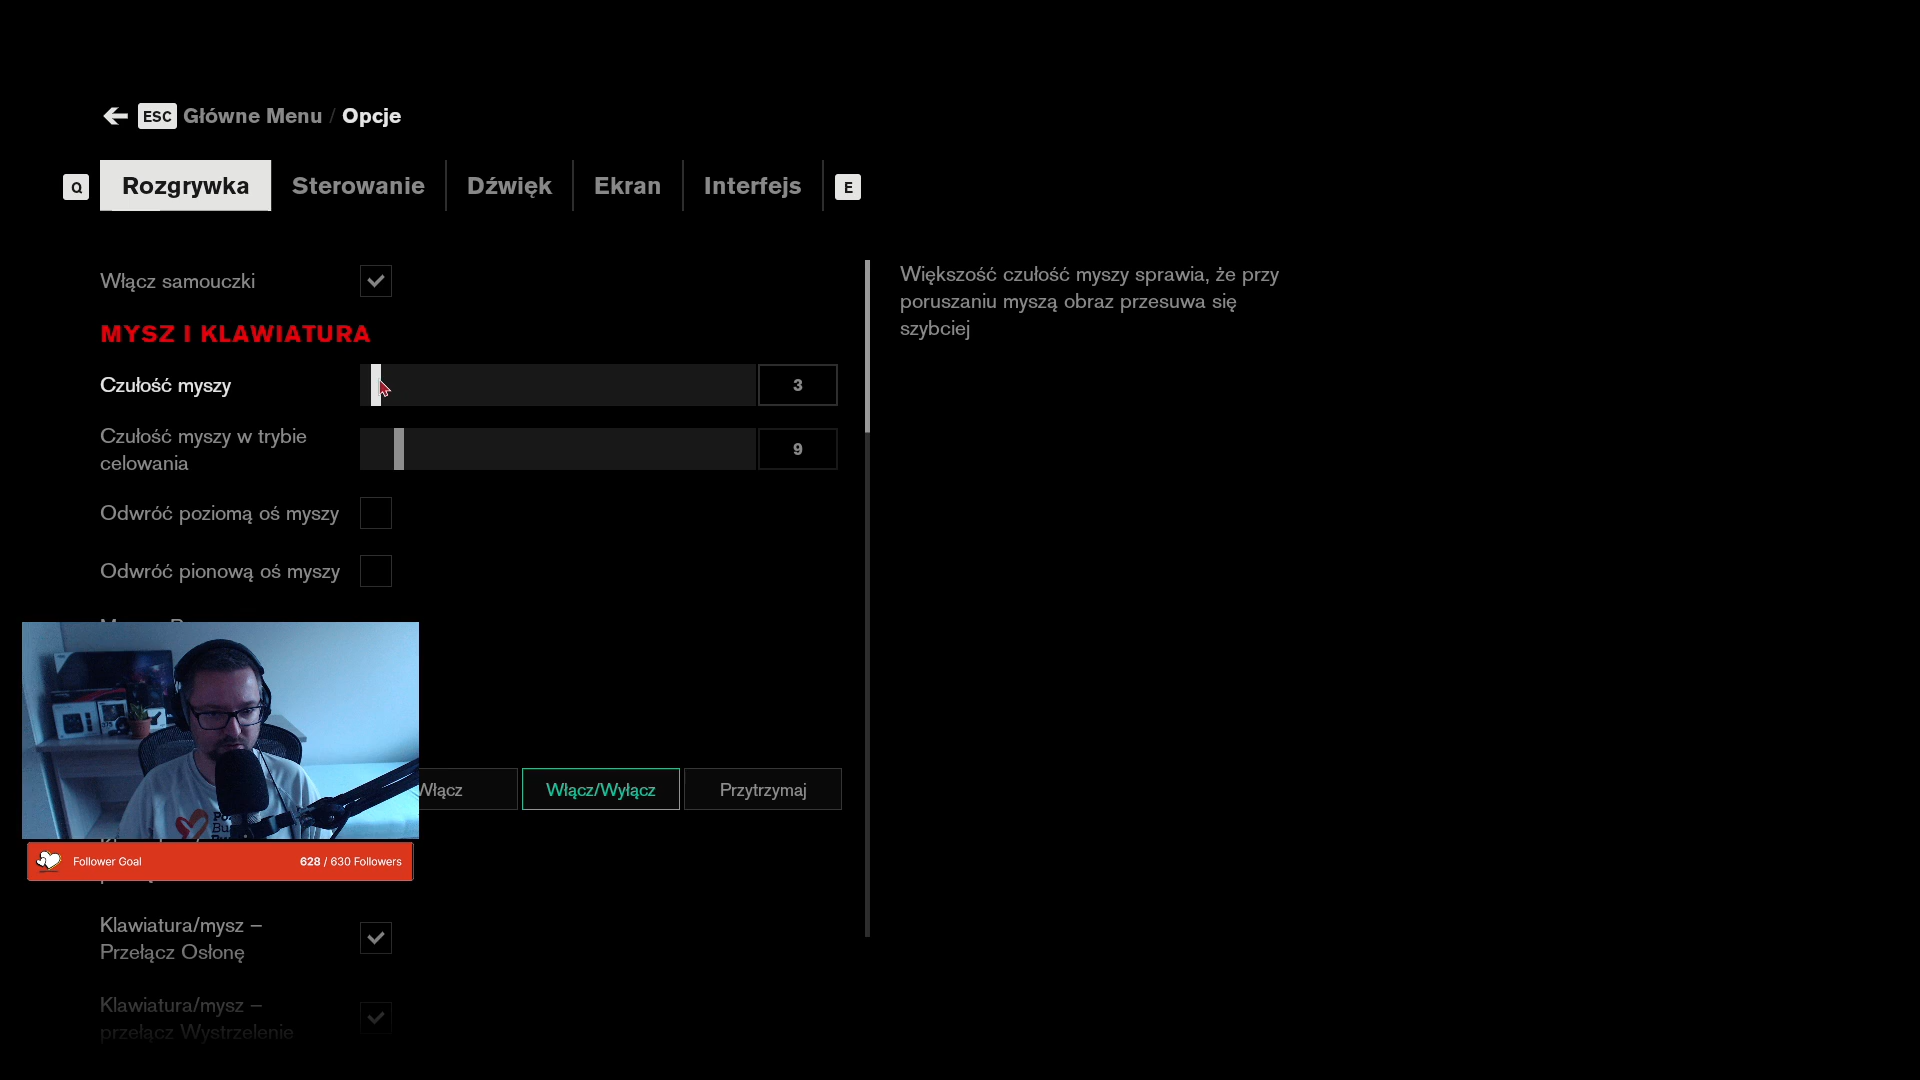 ESC Główne Menu / Opcje
Q Rozgrywka Sterowanie Dźwięk Ekran Interfejs E
Włącz samouczki
MYSZ I KLAWIATURA
Czułość myszy 3
Czułość myszy w trybie
celowania
9
Odwróć poziomą oś myszy
Odwróć pionową oś myszy
Włącz Włącz/Wyłącz Przytrzymaj
Follower Goal 628 / 630 Followers
Klawiatura/mysz –
Przełącz Osłonę
Klawiatura/mysz –
przełącz Wystrzelenie
Większość czułość myszy sprawia, że przy
poruszaniu myszą obraz przesuwa się
szybciej